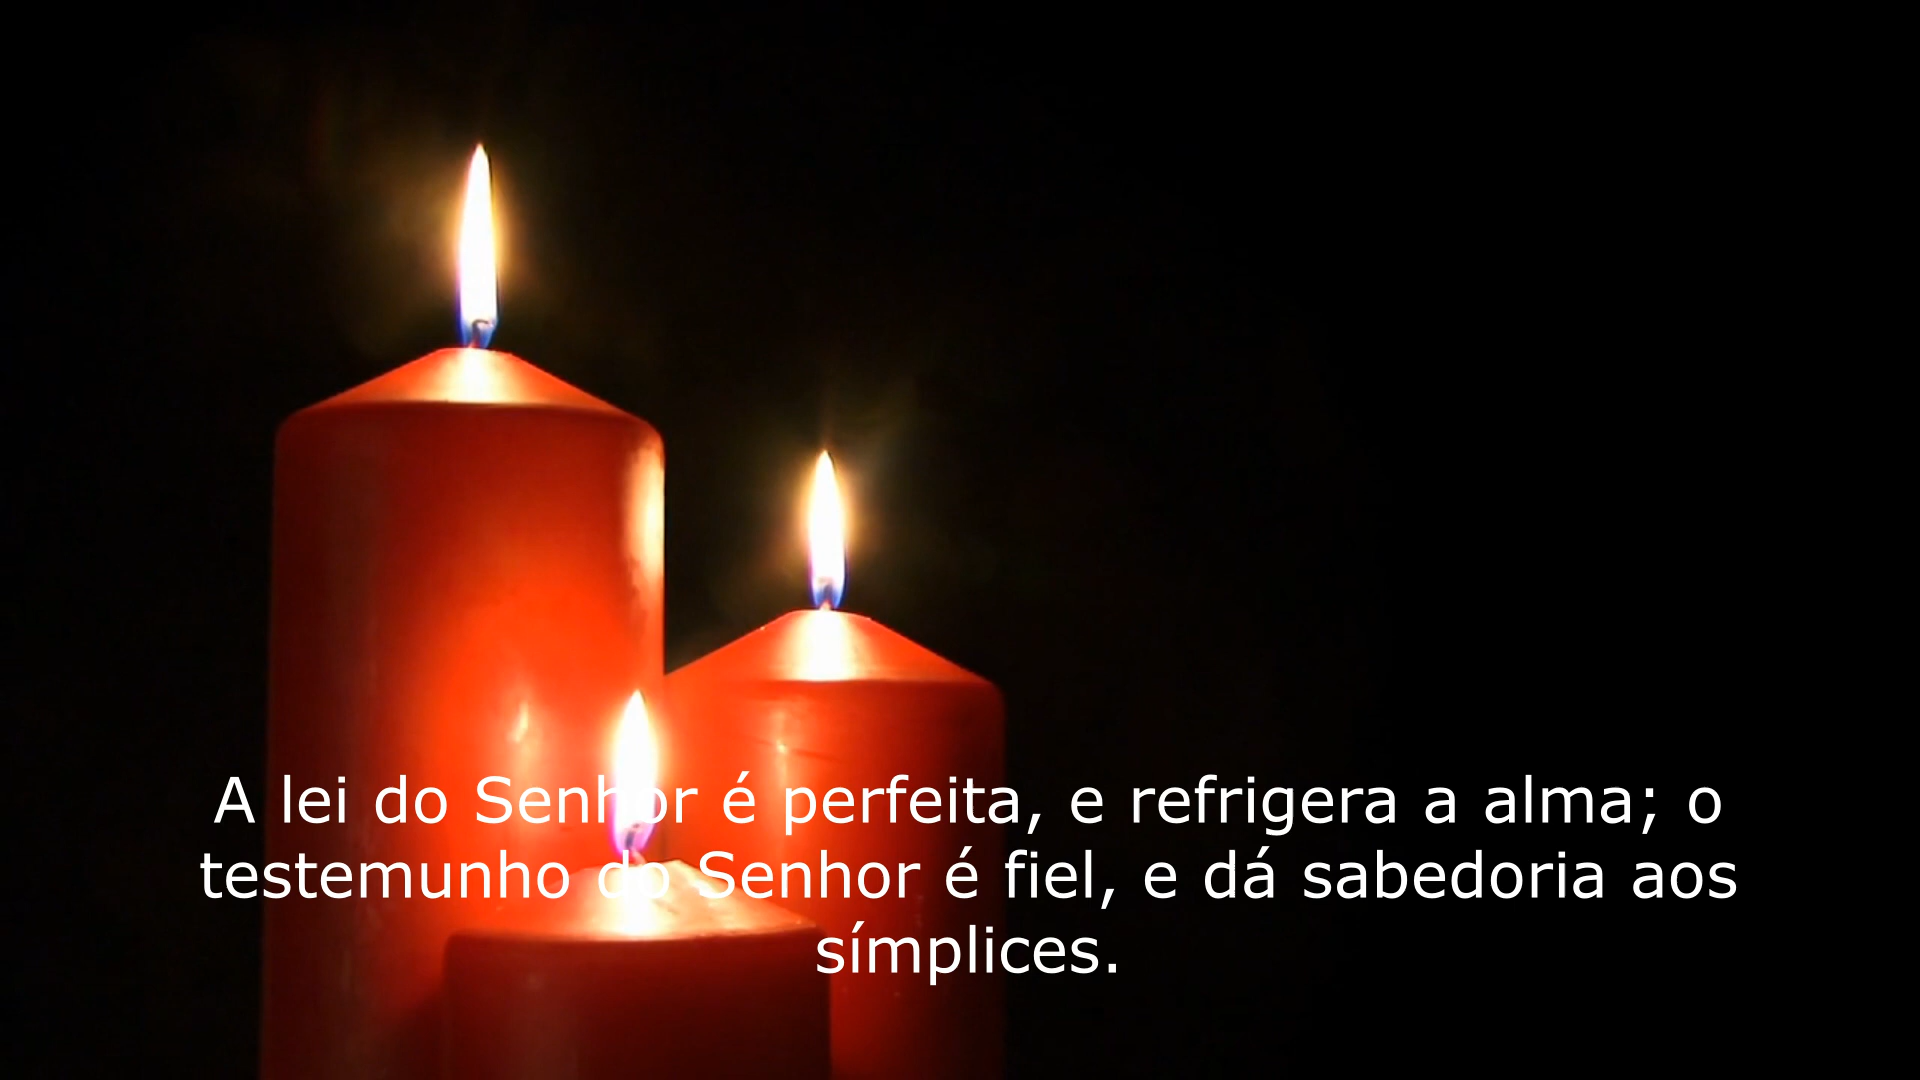 A lei do Senhor é perfeita, e refrigera a alma; o
testemunho do Senhor é fiel, e dá sabedoria aos
símplices.